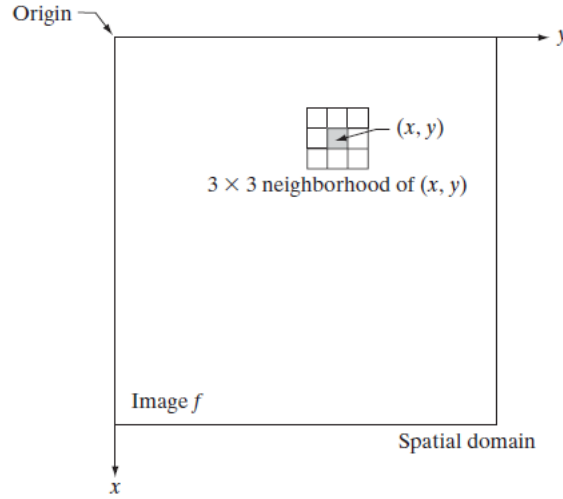 Origin
y
(x, y)
3 × 3 neighborhood of (x, y)
Image f
Spatial domain
x